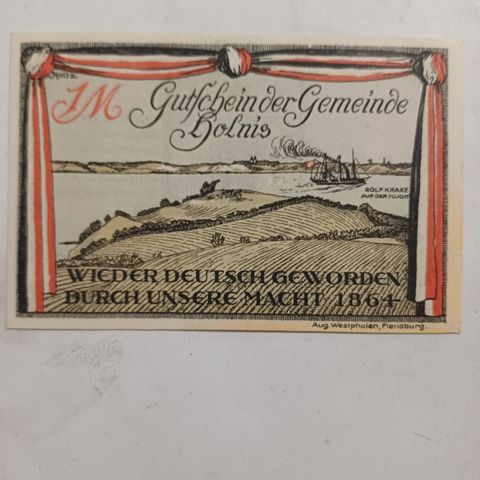 Holtz
1M Gutschein der Gemeinde
Holnis
ROLF KRAKE
AUF DER FLUCHT
WIEDER DEUTSCH GEWORDEN
DURCH UNSERE MACHT 1864-
Aug. Westphalen, Flensburg.